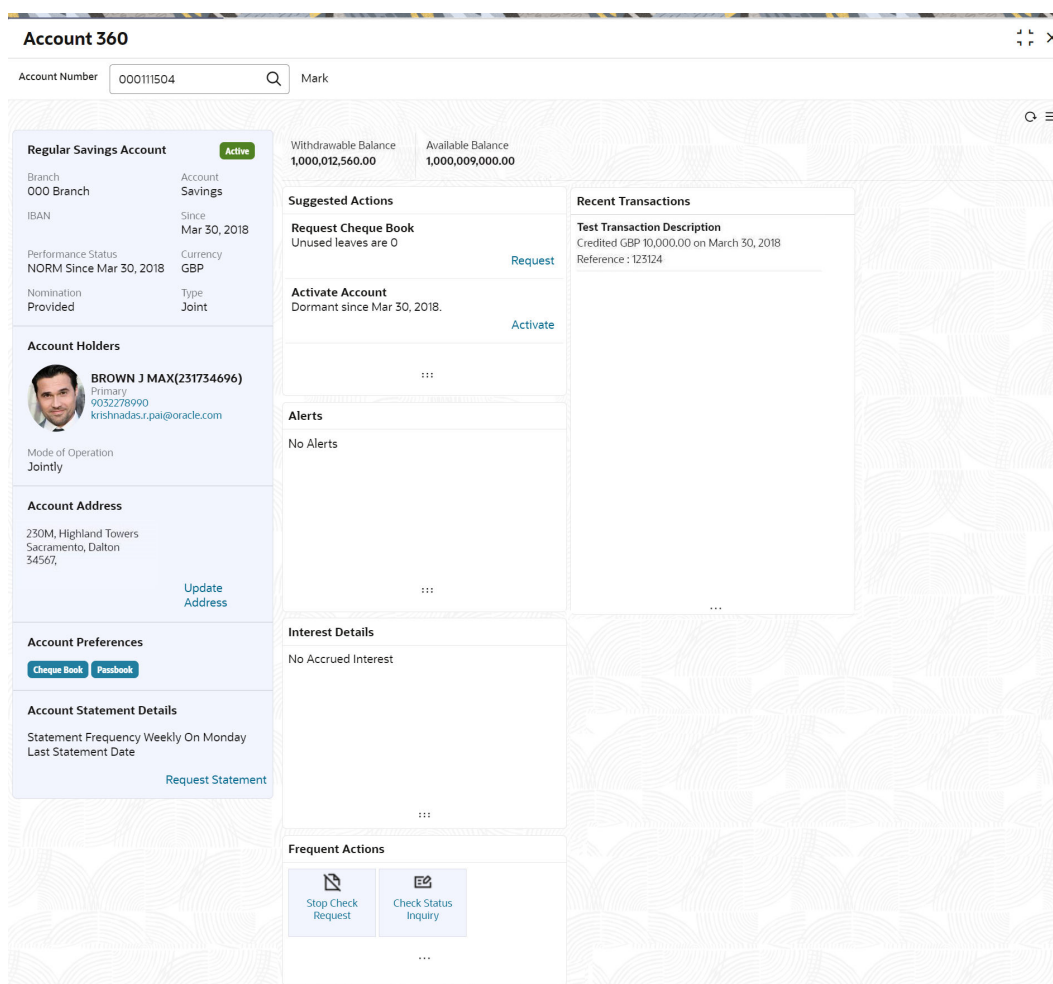 Account 360
Account Number 000111504 Mark
Regular Savings Account Active
Branch Account
000 Branch Savings
IBAN Since
Mar 30, 2018
Performance Status Currency
NORM Since Mar 30, 2018 GBP
Nomination Type
Provided Joint
Account Holders
BROWN J MAX(231734696)
Primary
9032278990
krishnadas.r.pai@oracle.com
Mode of Operation
Jointly
Account Address
230M, Highland Towers
Sacramento, Dalton
34567,
Update
Address
Account Preferences
Cheque Book Passbook
Account Statement Details
Statement Frequency Weekly On Monday
Last Statement Date
Request Statement
Withdrawable Balance Available Balance
1,000,012,560.00 1,000,009,000.00
Suggested Actions
Request Cheque Book
Unused leaves are 0
Request
Activate Account
Dormant since Mar 30, 2018.
Activate
Alerts
No Alerts
Interest Details
No Accrued Interest
Frequent Actions
Stop Check Check Status
Request Inquiry
Recent Transactions
Test Transaction Description
Credited GBP 10,000.00 on March 30, 2018
Reference : 123124